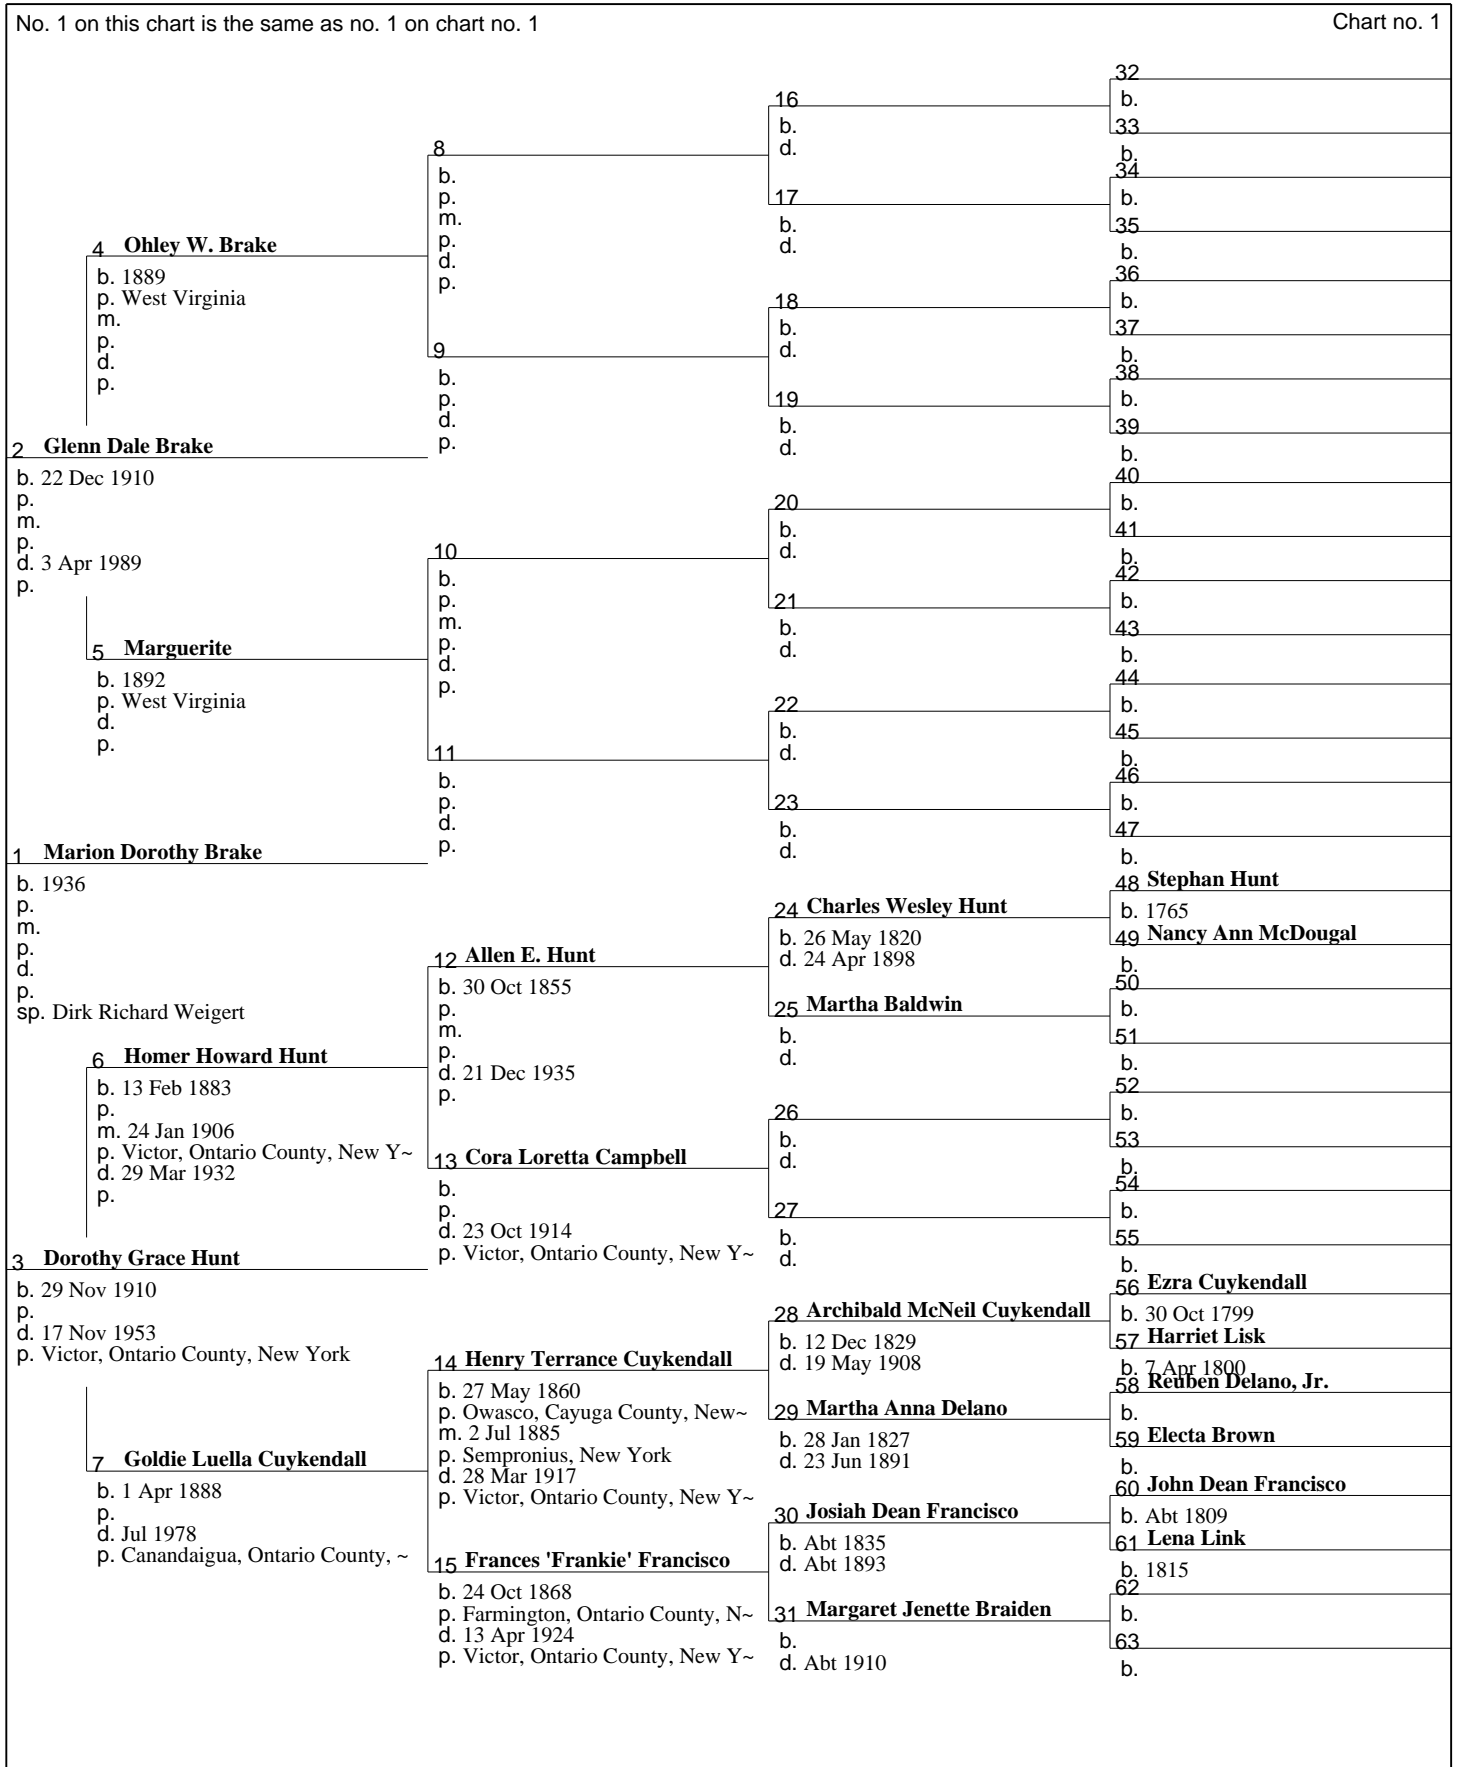 No. 1 on this chart is the same as no. 1 on chart no. 1
Chart no. 1
1 Marion Dorothy Brake
b. 1936
p.
m.
p.
d.
p.
sp. Dirk Richard Weigert
2 Glenn Dale Brake
b. 22 Dec 1910
p.
m.
p.
d. 3 Apr 1989
p.
3 Dorothy Grace Hunt
b. 29 Nov 1910
p.
d. 17 Nov 1953
p. Victor, Ontario County, New York
4 Ohley W. Brake
b. 1889
p. West Virginia
m.
p.
d.
p.
5 Marguerite
b. 1892
p. West Virginia
d.
p.
6 Homer Howard Hunt
b. 13 Feb 1883
p.
m. 24 Jan 1906
p. Victor, Ontario County, New Y~
d. 29 Mar 1932
p.
7 Goldie Luella Cuykendall
b. 1 Apr 1888
p.
d. Jul 1978
p. Canandaigua, Ontario County, ~
8
b.
p.
m.
p.
d.
p.
9
b.
p.
d.
p.
10
b.
p.
m.
p.
d.
p.
11
b.
p.
d.
p.
12 Allen E. Hunt
b. 30 Oct 1855
p.
m.
p.
d. 21 Dec 1935
p.
13 Cora Loretta Campbell
b.
p.
d. 23 Oct 1914
p. Victor, Ontario County, New Y~
14 Henry Terrance Cuykendall
b. 27 May 1860
p. Owasco, Cayuga County, New~
m. 2 Jul 1885
p. Sempronius, New York
d. 28 Mar 1917
p. Victor, Ontario County, New Y~
15 Frances 'Frankie' Francisco
b. 24 Oct 1868
p. Farmington, Ontario County, N~
d. 13 Apr 1924
p. Victor, Ontario County, New Y~
16
b.
d.
17
b.
d.
18
b.
d.
19
b.
d.
20
b.
d.
21
b.
d.
22
b.
d.
23
b.
d.
24 Charles Wesley Hunt
b. 26 May 1820
d. 24 Apr 1898
25 Martha Baldwin
b.
d.
26
b.
d.
27
b.
d.
28 Archibald McNeil Cuykendall
b. 12 Dec 1829
d. 19 May 1908
29 Martha Anna Delano
b. 28 Jan 1827
d. 23 Jun 1891
30 Josiah Dean Francisco
b. Abt 1835
d. Abt 1893
31 Margaret Jenette Braiden
b.
d. Abt 1910
32
b.
33
b.
34
b.
35
b.
36
b.
37
b.
38
b.
39
b.
40
b.
41
b.
42
b.
43
b.
44
b.
45
b.
46
b.
47
b.
48 Stephan Hunt
b. 1765
49 Nancy Ann McDougal
b.
50
b.
51
b.
52
b.
53
b.
54
b.
55
b.
56 Ezra Cuykendall
b. 30 Oct 1799
57 Harriet Lisk
b. 7 Apr 1800
58 Reuben Delano, Jr.
b.
59 Electa Brown
b.
60 John Dean Francisco
b. Abt 1809
61 Lena Link
b. 1815
62
b.
63
b.